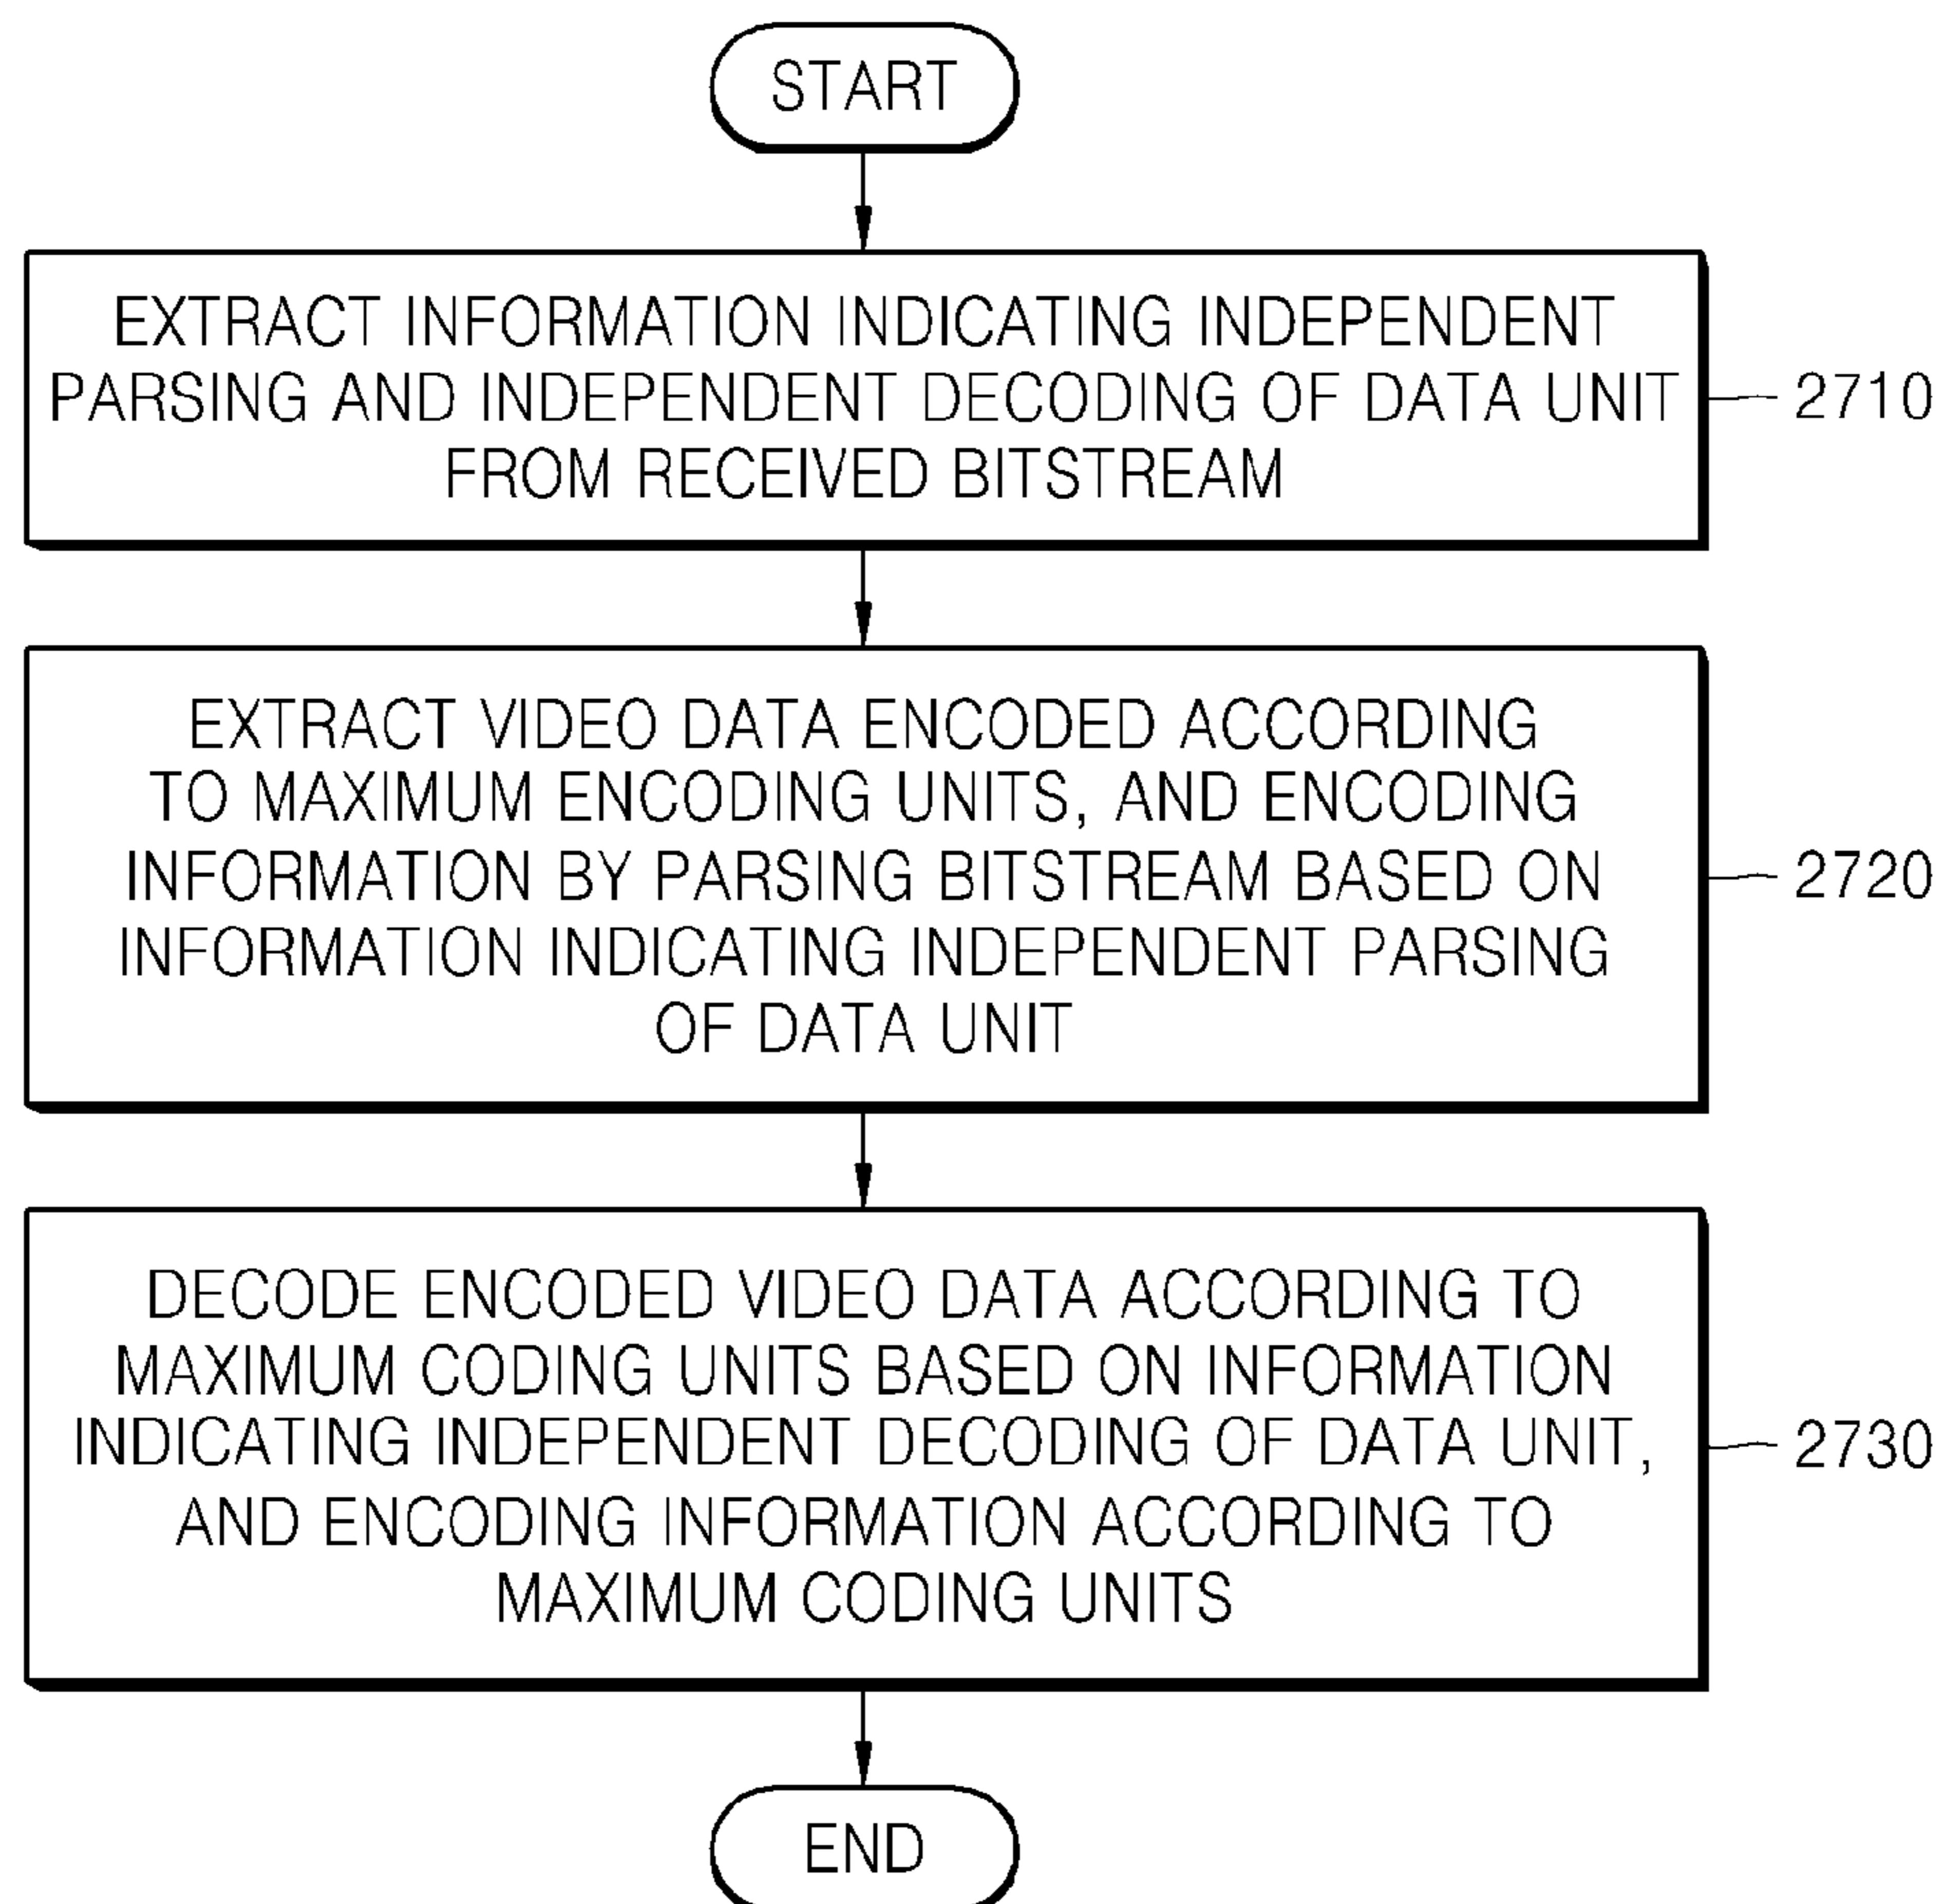 START
EXTRACT INFORMATION INDICATING INDEPENDENT
PARSING AND INDEPENDENT DECODING OF DATA UNIT
FROM RECEIVED BITSTREAM
2710
EXTRACT VIDEO DATA ENCODED ACCORDING
TO MAXIMUM ENCODING UNITS, AND ENCODING
INFORMATION BY PARSING BITSTREAM BASED ON
INFORMATION INDICATING INDEPENDENT PARSING
OF DATA UNIT
2720
DECODE ENCODED VIDEO DATA ACCORDING TO
MAXIMUM CODING UNITS BASED ON INFORMATION
INDICATING INDEPENDENT DECODING OF DATA UNIT,
AND ENCODING INFORMATION ACCORDING TO
MAXIMUM CODING UNITS
2730
END